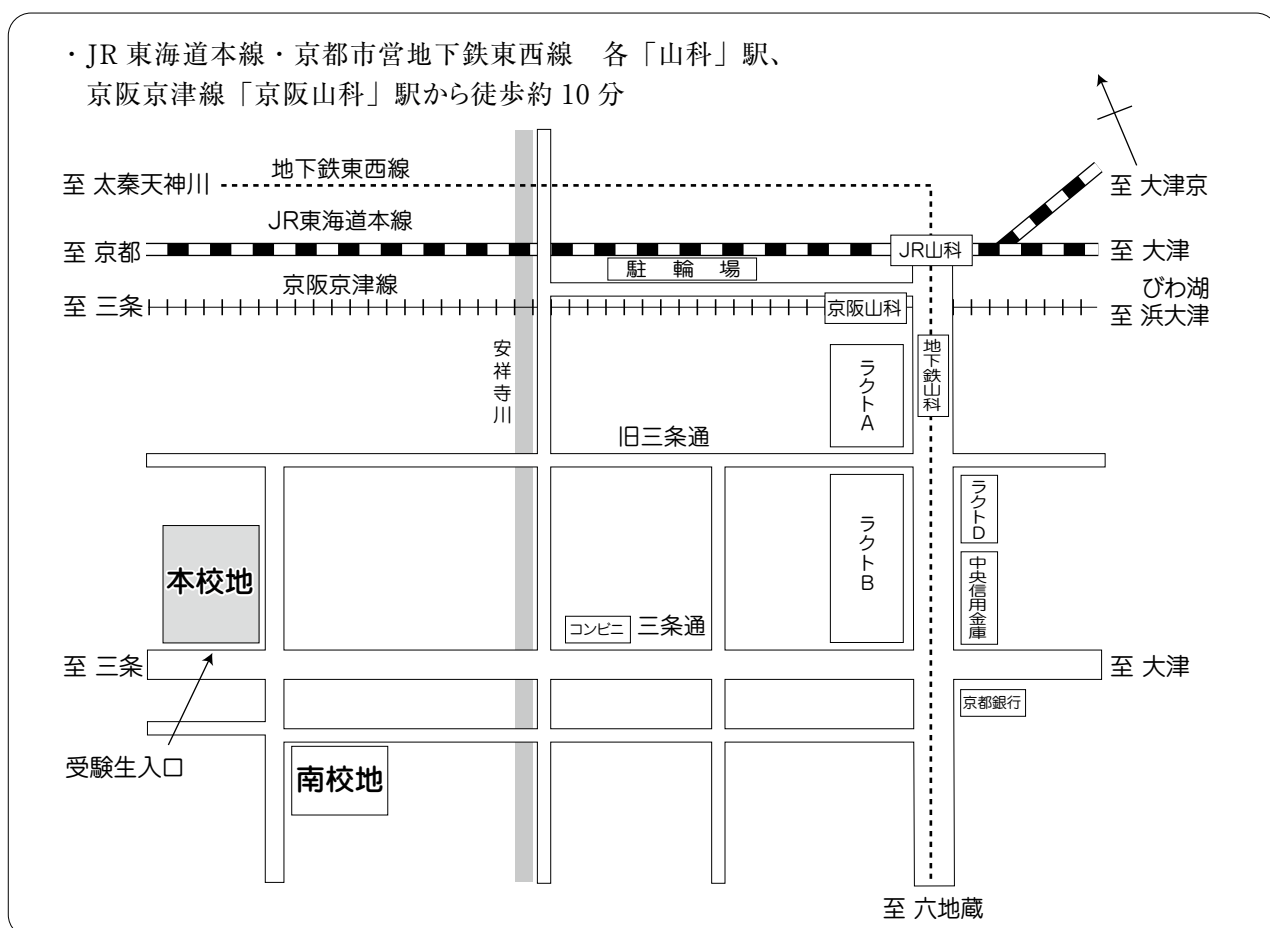 ・JR 東海道本線・京都市営地下鉄東西線　各「山科」駅、
京阪京津線「京阪山科」駅から徒歩約 10 分
地下鉄東西線
至 太秦天神川
至 大津京
JR東海道本線
至 京都
JR山科
至 大津
駐 輪 場
京阪京津線
びわ湖
至 三条
京阪山科
至 浜大津
安祥寺川
ラクトA
地下鉄山科
旧三条通
ラクトB
ラクトD
本校地
中央信用金庫
コンビニ
三条通
至 三条
至 大津
京都銀行
受験生入口
南校地
至 六地蔵